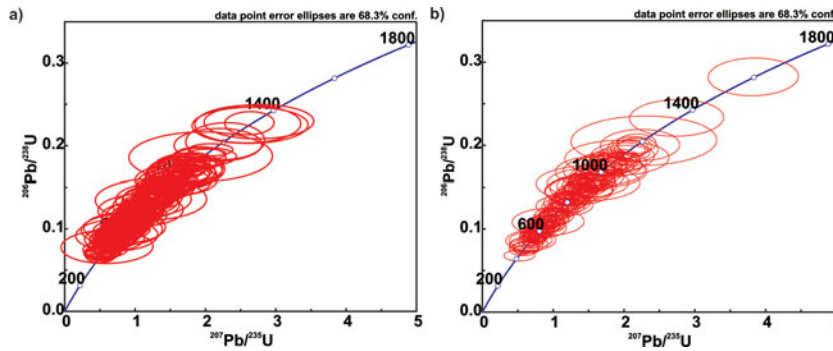 a)
data point error ellipses are 68.3% conf.
1800
1400
200
0.3
0.2
0.1
0.0
0 1 2 3 4 5
206Pb/238U
207Pb/235U
b)
data point error ellipses are 68.3% conf.
1800
1400
1000
600
200
0.3
0.2
0.1
0.0
0 1 2 3 4
206Pb/238U
207Pb/235U